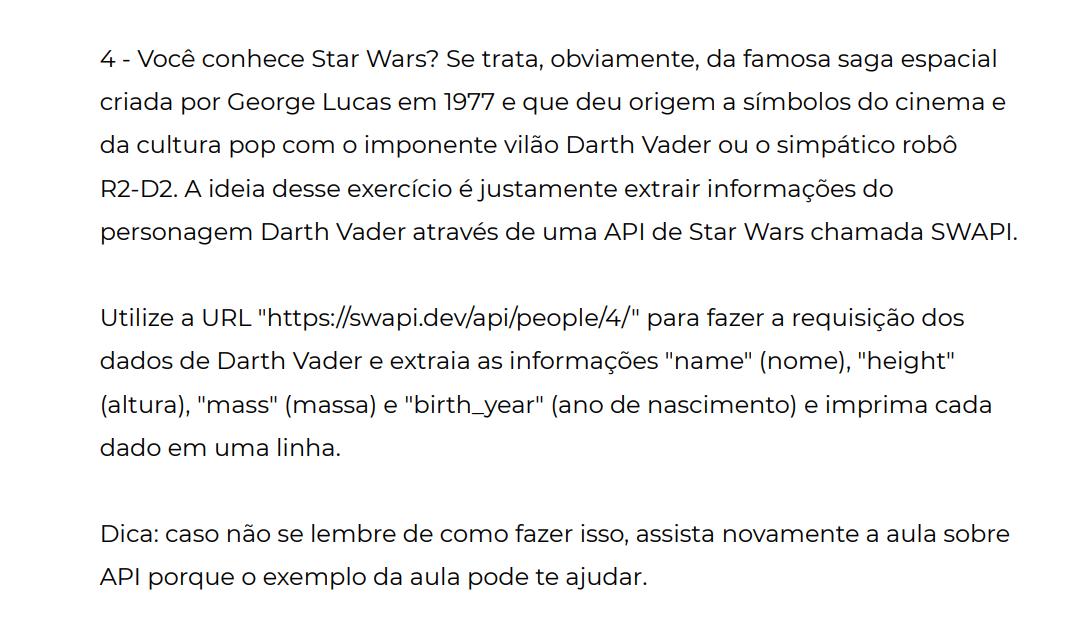 4 - Você conhece Star Wars? Se trata, obviamente, da famosa saga espacial
criada por George Lucas em 1977 e que deu origem a símbolos do cinema e
da cultura pop com o imponente vilão Darth Vader ou o simpático robô
R2-D2. A ideia desse exercício é justamente extrair informações do
personagem Darth Vader através de uma API de Star Wars chamada SWAPI.
Utilize a URL "https://swapi.dev/api/people/4/" para fazer a requisição dos
dados de Darth Vader e extraia as informações "name" (nome), "height"
(altura), "mass" (massa) e "birth_year" (ano de nascimento) e imprima cada
dado em uma linha.
Dica: caso não se lembre de como fazer isso, assista novamente a aula sobre
API porque o exemplo da aula pode te ajudar.